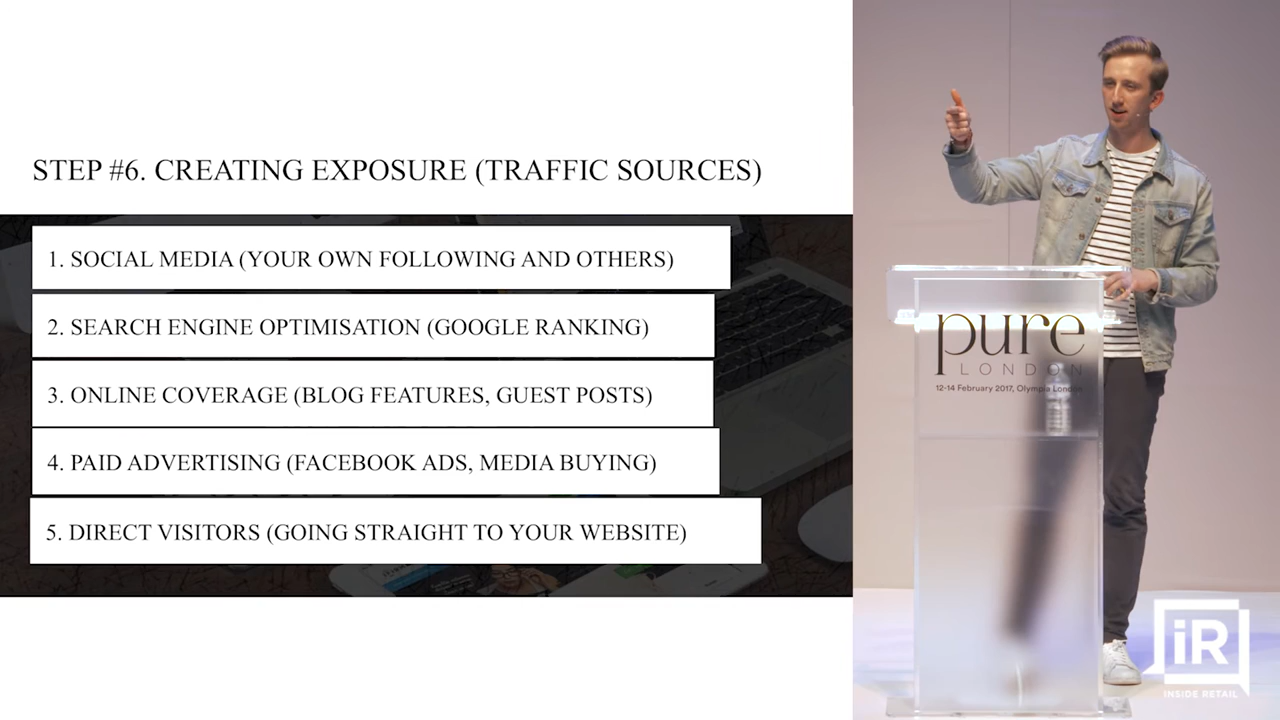 STEP #6. CREATING EXPOSURE (TRAFFIC SOURCES)
1. SOCIAL MEDIA (YOUR OWN FOLLOWING AND OTHERS)
2. SEARCH ENGINE OPTIMISATION (GOOGLE RANKING)
3. ONLINE COVERAGE (BLOG FEATURES, GUEST POSTS)
4. PAID ADVERTISING (FACEBOOK ADS, MEDIA BUYING)
5. DIRECT VISITORS (GOING STRAIGHT TO YOUR WEBSITE)
pure
LONDON
12-14 February 2017, Olympia London
iR
INSIDE RETAIL